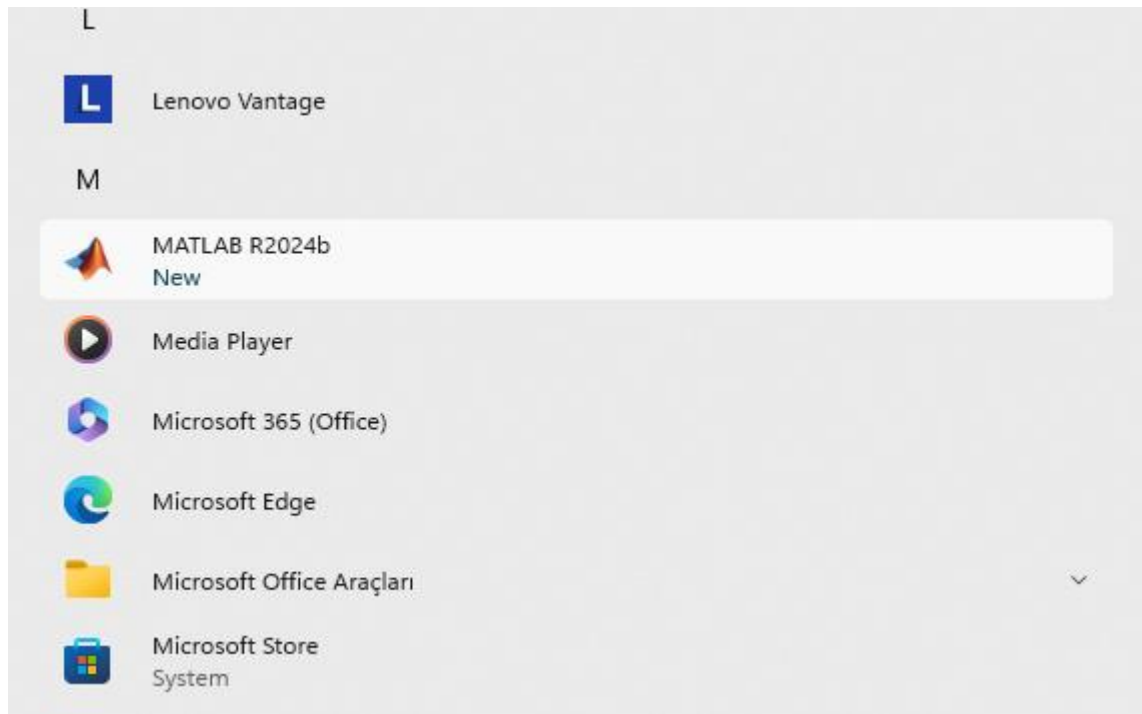 L
L
Lenovo Vantage
M
MATLAB R2024b
New
Media Player
Microsoft 365 (Office)
Microsoft Edge
Microsoft Office Araçları
Microsoft Store
System